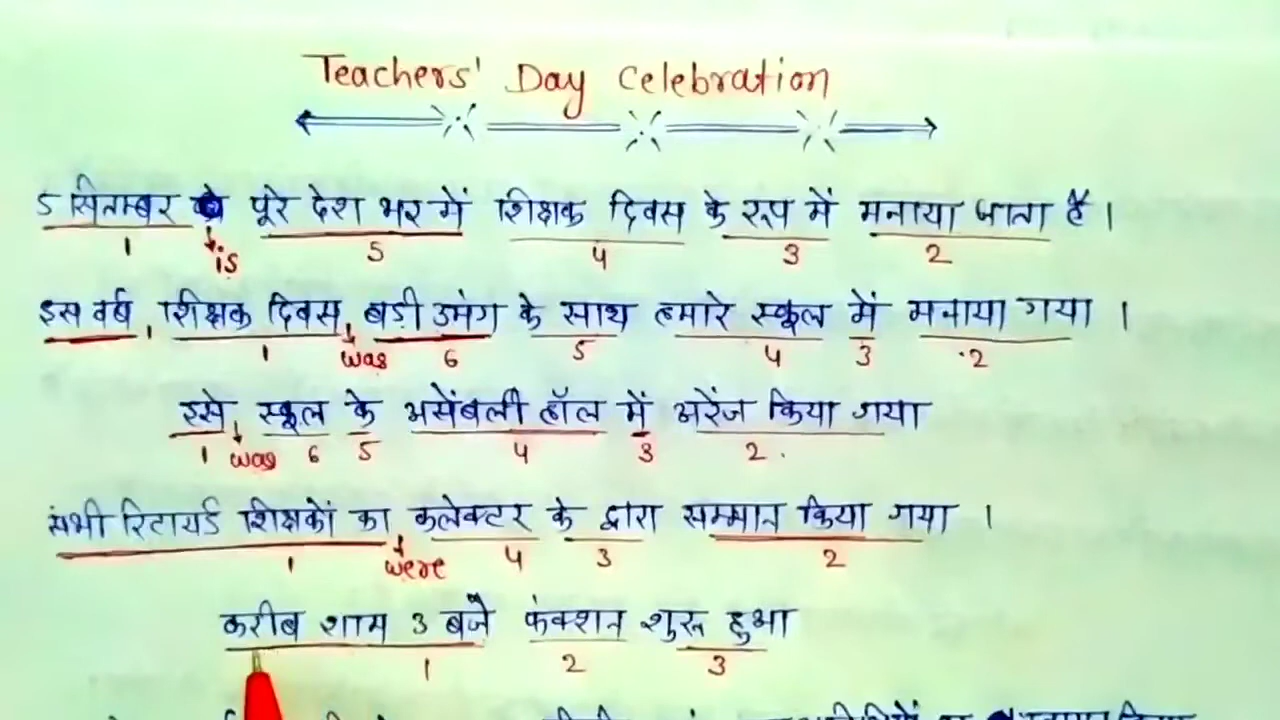 Teachers' Day Celebration
5 सितम्बर को पूरे देश भर में शिक्षक दिवस के रूप में मनाया जाता है।
1 is 5 4 3 2
इस वर्ष, शिक्षक दिवस, बड़ी उमंग के साथ हमारे स्कूल में मनाया गया ।
1 was 6 5 4 3 2
इसे, स्कूल के असेंबली हॉल में अरेंज किया गया
1 was 6 5 4 3 2.
सभी रिटायर्ड शिक्षकों का कलेक्टर के द्वारा सम्मान किया गया ।
1 were 4 3 2
करीब शाम 3 बजे फंक्शन शुरू हुआ
1 2 3